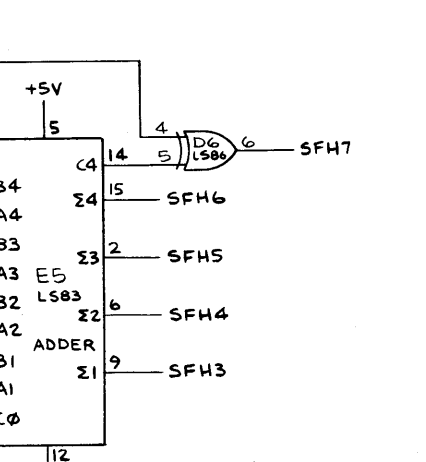 +5V
5
4
D6
LS86
6
SFH7
5
C4
14
Σ4
15
SFH6
B4
A4
B3
Σ3
2
SFH5
A3
E5
B2
LS83
Σ2
6
SFH4
A2
ADDER
B1
Σ1
9
SFH3
A1
CØ
12